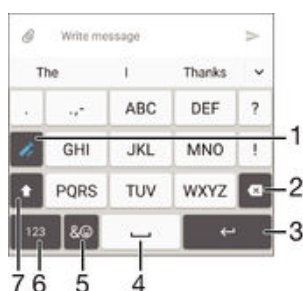 Write message
The I Thanks
. .,- ABC DEF ?
GHI JKL MNO ! 1
PQRS TUV WXYZ 2
123 &☺ 3
7 6 5 4